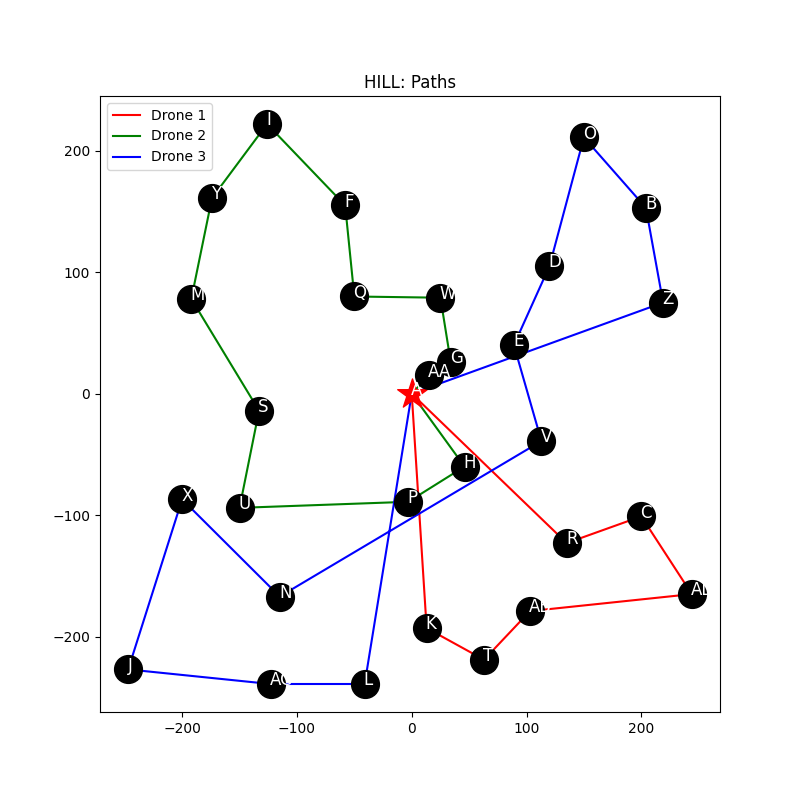 HILL: Paths
Drone 1
Drone 2
Drone 3
I
O
Y
F
B
D
M
Q
W
Z
E
G
AA
A
S
V
H
X
P
U
C
R
N
AL
K
T
J
L
200
100
0
−100
−200
−200
−100
0
100
200